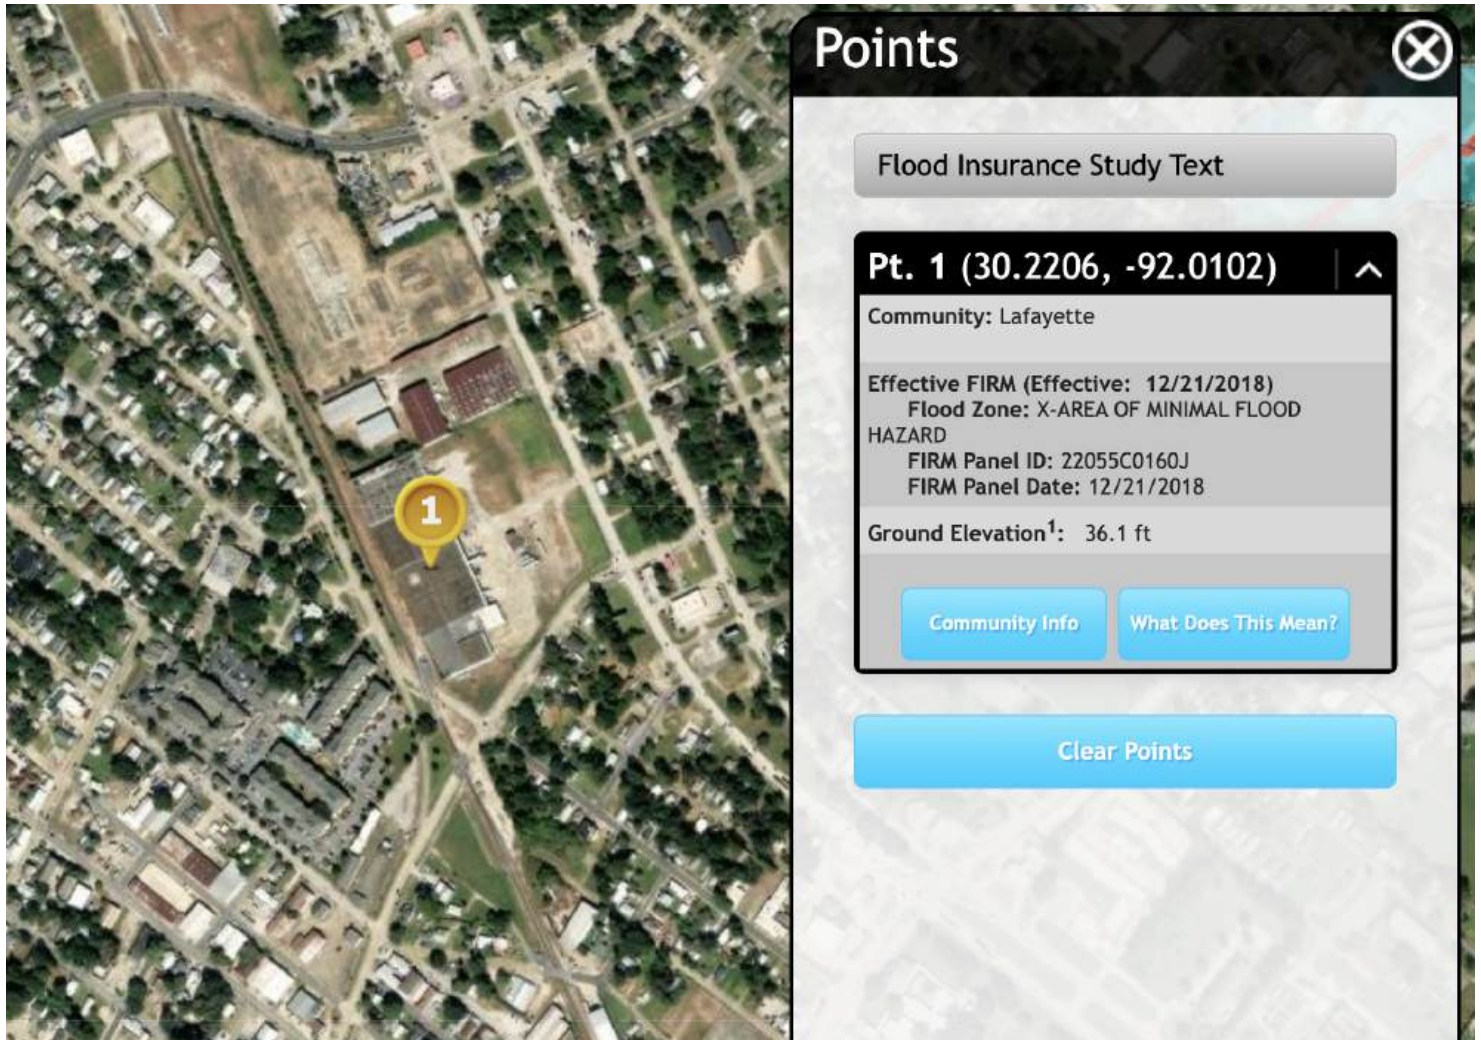 Points
Flood Insurance Study Text
Pt. 1 (30.2206, -92.0102)
Community: Lafayette
Effective FIRM (Effective: 12/21/2018)
Flood Zone: X-AREA OF MINIMAL FLOOD
HAZARD
FIRM Panel ID: 22055C0160J
FIRM Panel Date: 12/21/2018
Ground Elevation¹: 36.1 ft
Community Info
What Does This Mean?
Clear Points
1